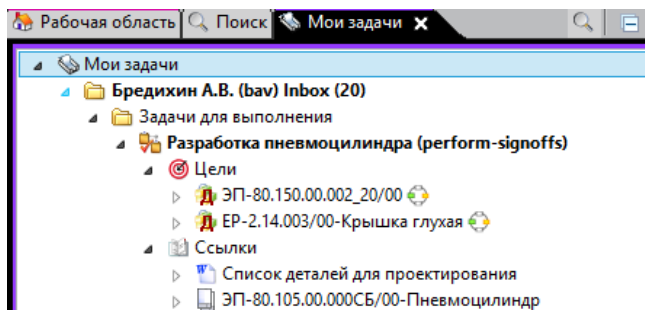 Рабочая область Поиск Мои задачи
Мои задачи
Бредихин А.В. (bav) Inbox (20)
Задачи для выполнения
Разработка пневмоцилиндра (perform-signoffs)
Цели
ЭП-80.150.00.002_20/00
ЕР-2.14.003/00-Крышка глухая
Ссылки
Список деталей для проектирования
ЭП-80.105.00.000СБ/00-Пневмоцилиндр